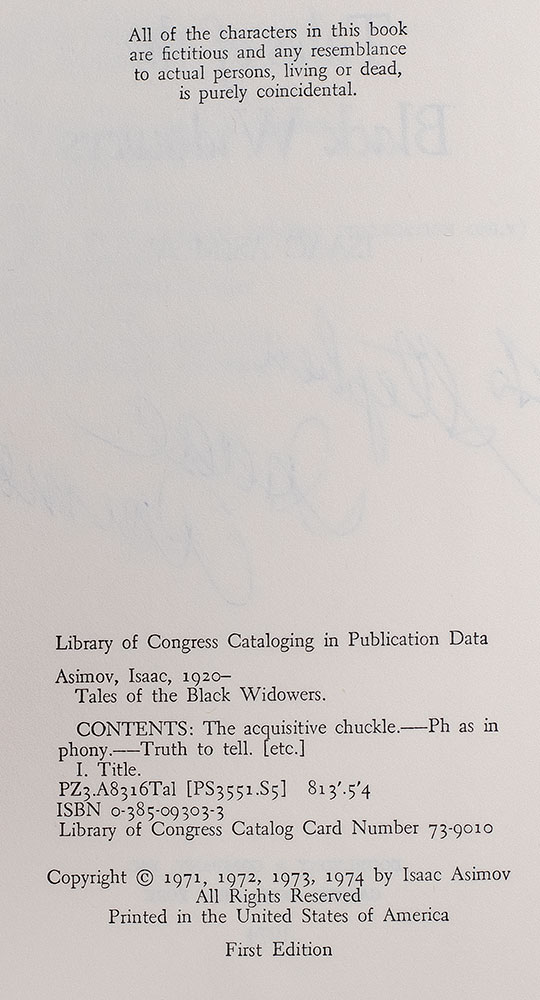 All of the characters in this book
are fictitious and any resemblance
to actual persons, living or dead,
is purely coincidental.
Library of Congress Cataloging in Publication Data
Asimov, Isaac, 1920–
Tales of the Black Widowers.
CONTENTS: The acquisitive chuckle.—Ph as in
phony.—Truth to tell. [etc.]
I. Title.
PZ3.A8316Tal [PS3551.S5] 813'.5'4
ISBN 0-385-09303-3
Library of Congress Catalog Card Number 73-9010
Copyright © 1971, 1972, 1973, 1974 by Isaac Asimov
All Rights Reserved
Printed in the United States of America
First Edition